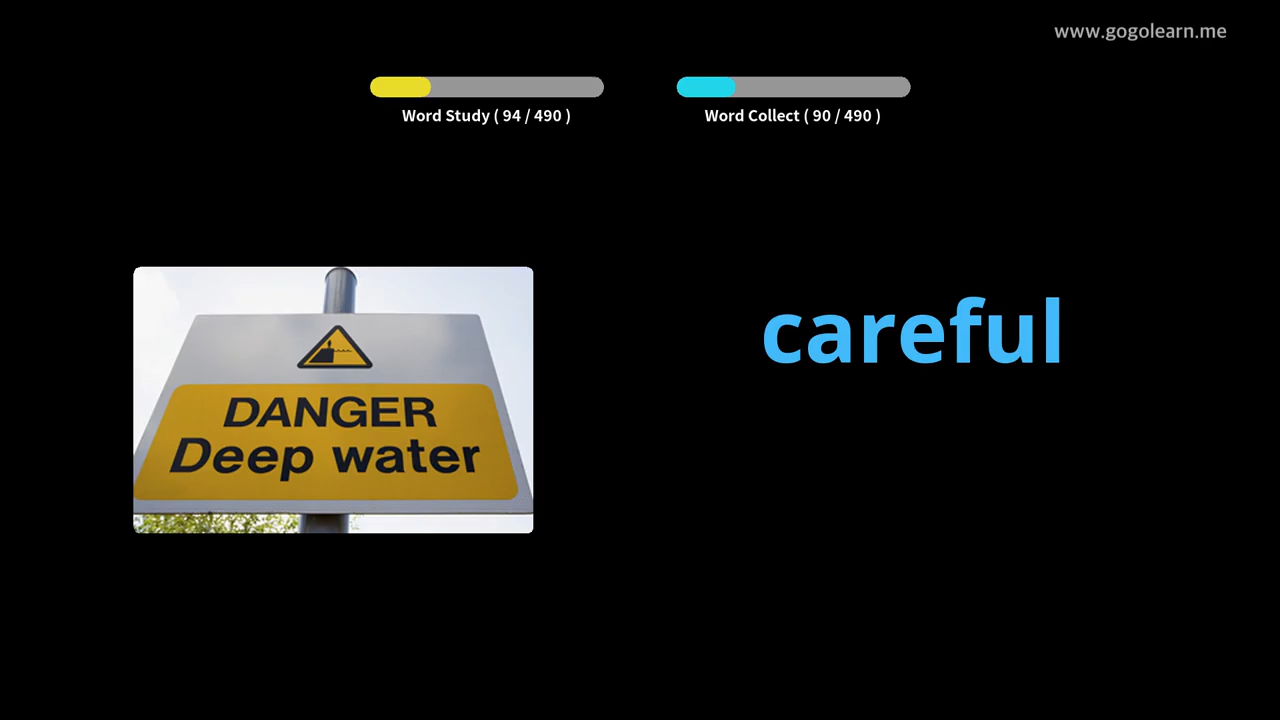 www.gogolearn.me
Word Study ( 94 / 490 )
Word Collect ( 90 / 490 )
careful
DANGER
Deep water